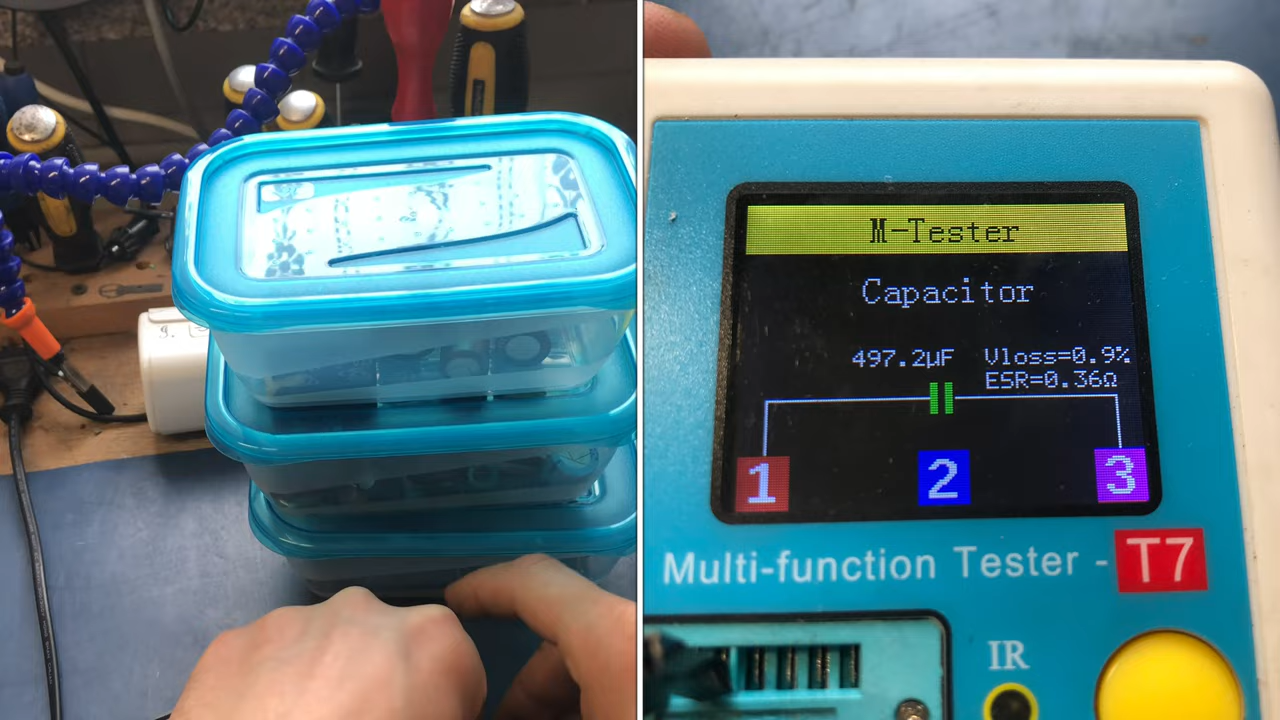 M-Tester
Capacitor
497.2µF Vloss=0.9%
ESR=0.36Ω
1 2 3
Multi-function Tester - T7
IR